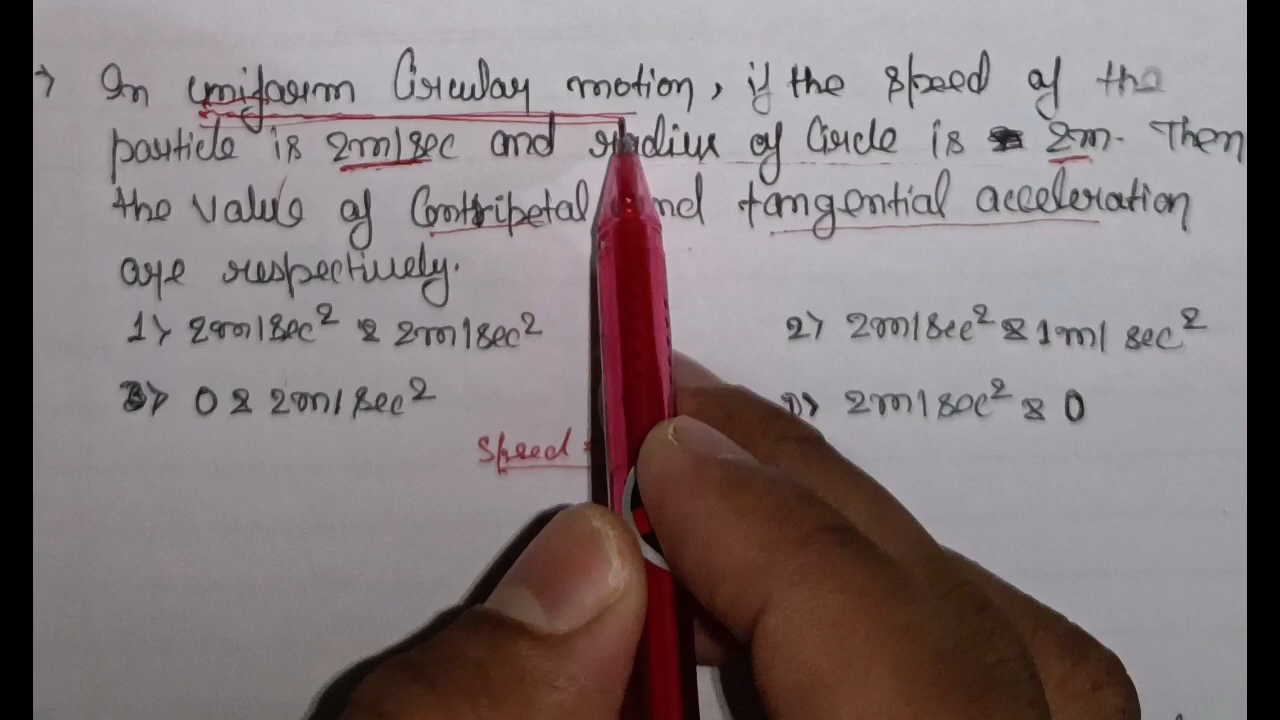 → In uniform Circular motion, if the speed of the
particle is 2m/sec and radius of Circle is 2m. Then
the value of Centripetal and tangential acceleration
are respectively.
1> 2m/sec² & 2m/sec² 2> 2m/sec² & 1m/sec²
3> 0 & 2m/sec² > 2m/sec² & 0
Speed =